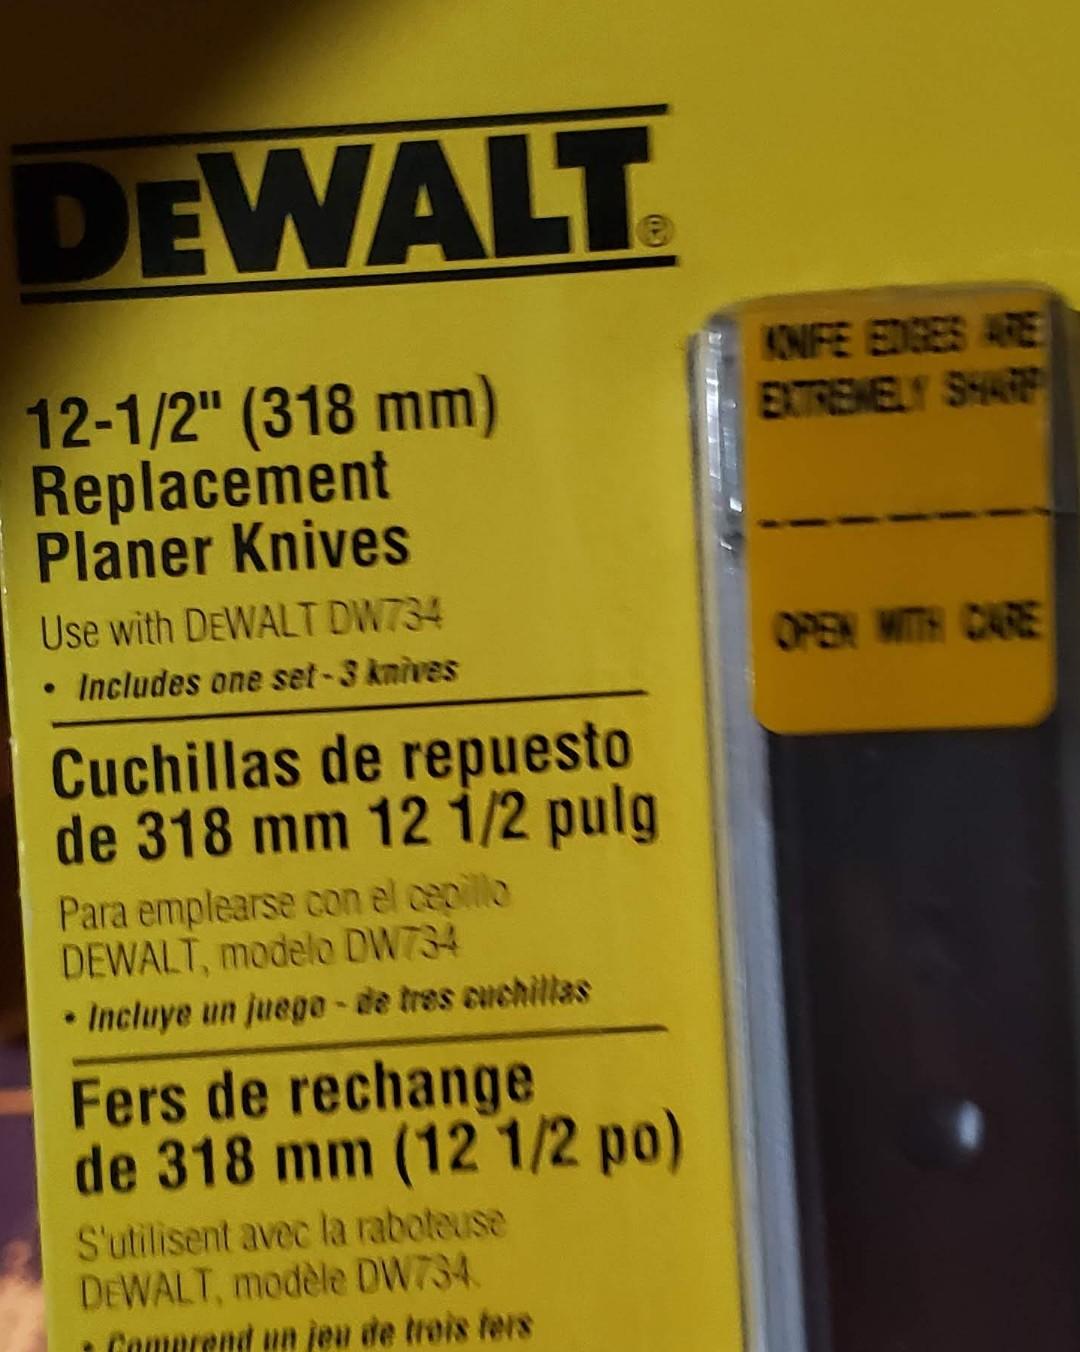 DEWALT®
12-1/2" (318 mm)
Replacement
Planer Knives
Use with DEWALT DW734
• Includes one set - 3 knives
Cuchillas de repuesto
de 318 mm 12 1/2 pulg
Para emplearse con el cepillo
DEWALT, modelo DW734
• Incluye un juego - de tres cuchillas
Fers de rechange
de 318 mm (12 1/2 po)
S'utilisent avec la raboteuse
DEWALT, modèle DW734.
• Comprend un jeu de trois fers
KNIFE EDGES ARE
EXTREMELY SHARP
OPEN WITH CARE